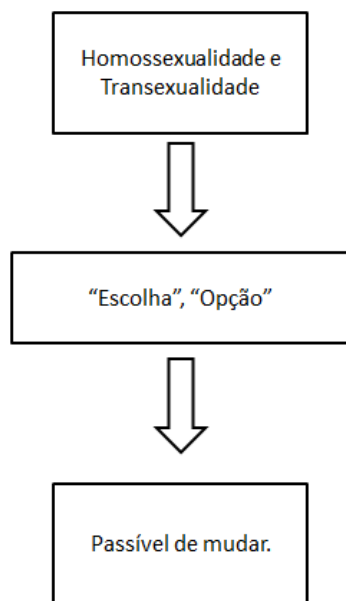 Homossexualidade e
Transexualidade
“Escolha”, “Opção”
Passível de mudar.